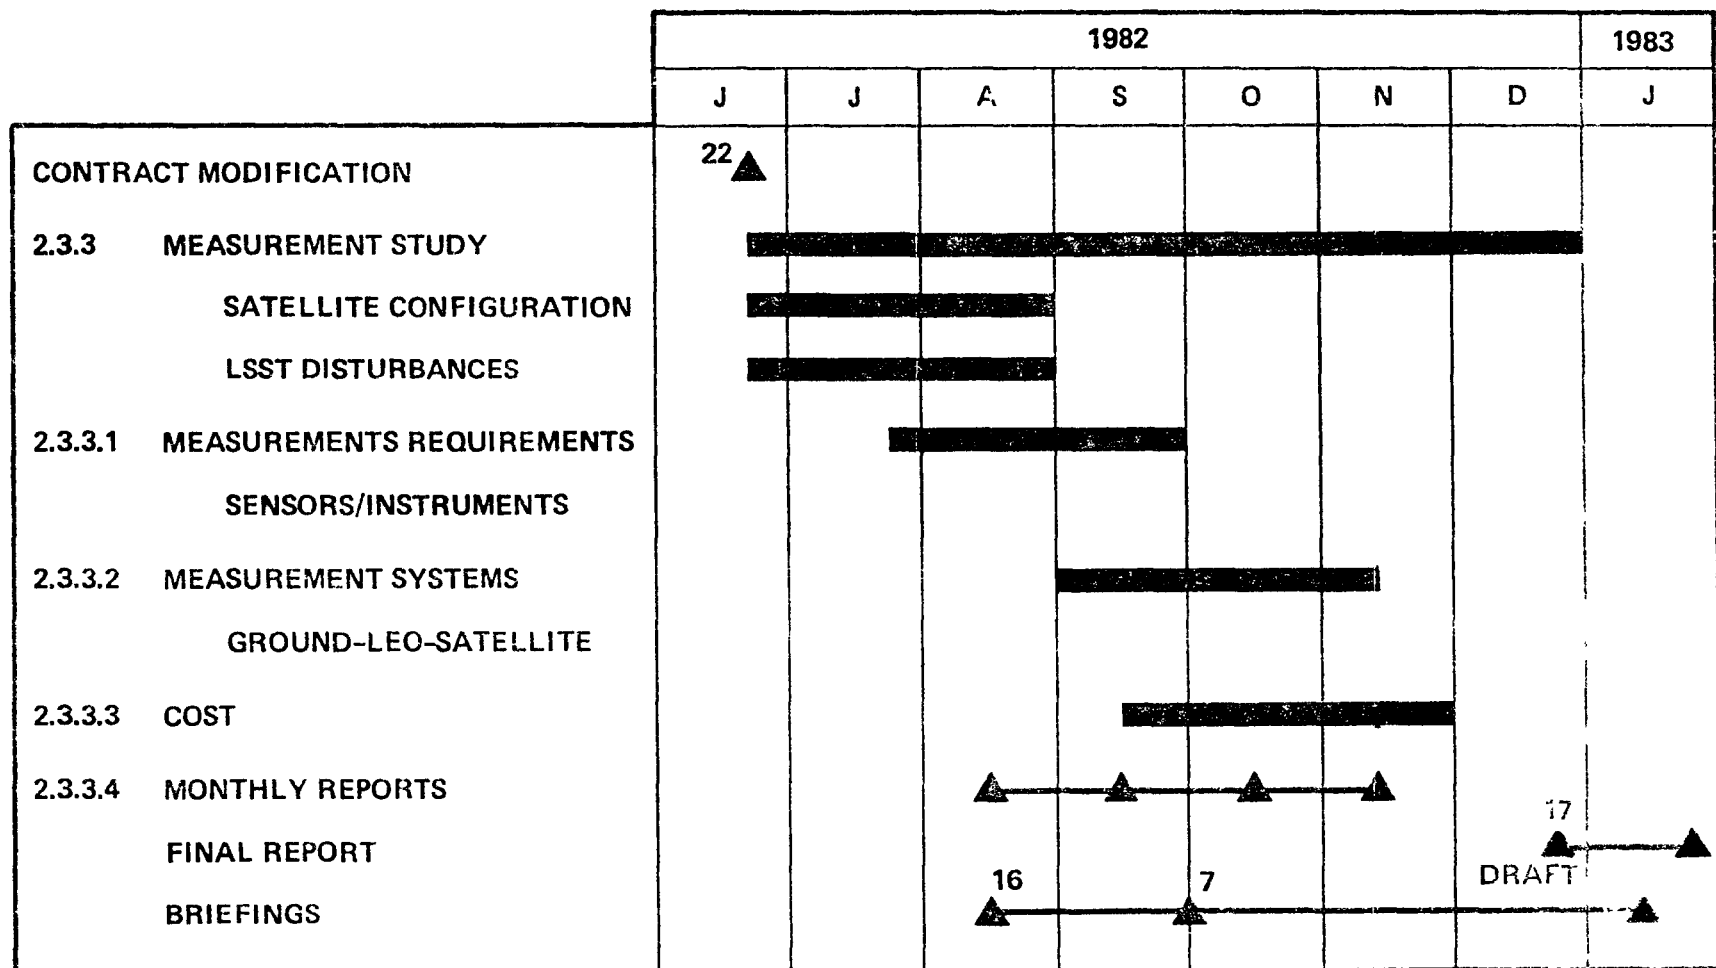 1982 1983
J J A S O N D J
CONTRACT MODIFICATION 22
2.3.3 MEASUREMENT STUDY
SATELLITE CONFIGURATION
LSST DISTURBANCES
2.3.3.1 MEASUREMENTS REQUIREMENTS
SENSORS/INSTRUMENTS
2.3.3.2 MEASUREMENT SYSTEMS
GROUND-LEO-SATELLITE
2.3.3.3 COST
2.3.3.4 MONTHLY REPORTS
17
FINAL REPORT
DRAFT
16 7
BRIEFINGS